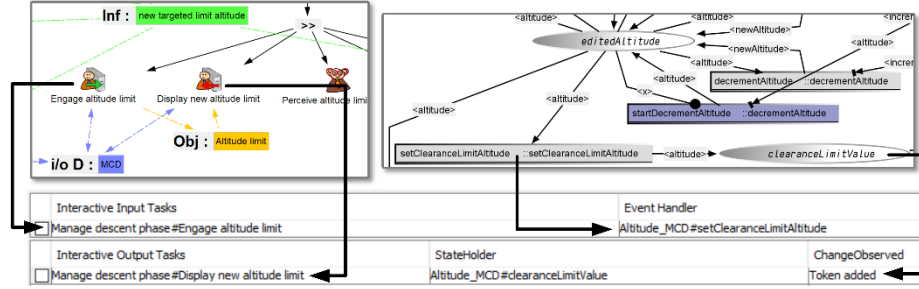 Inf : new targeted limit altitude
>>
Engage altitude limit
Display new altitude limit
Perceive altitude limi
Obj : Altitude limit
i/o D : MCD
<altitude>
<altitude>
<increr
<newAltitude>
editedAltitude
<newAltitude>
<altitude>
<altitude>
<incre
decrementAltitude ::decrementAltitude
<altitude>
<altitude>
<x>
<altitude>
startDecrementAltitude ::decrementAltitude
setClearanceLimitAltitude ::setClearanceLimitAltitude
<altitude>
clearanceLimitValue
Interactive Input Tasks Event Handler
Manage descent phase#Engage altitude limit Altitude_MCD#setClearanceLimitAltitude
Interactive Output Tasks StateHolder ChangeObserved
Manage descent phase#Display new altitude limit Altitude_MCD#clearanceLimitValue Token added